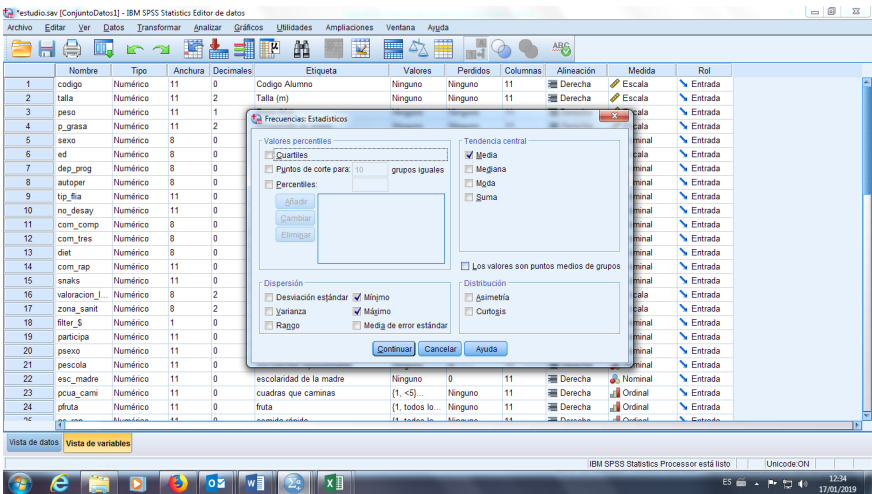 *estudio.sav [ConjuntoDatos1] - IBM SPSS Statistics Editor de datos
Archivo Editar Ver Datos Transformar Analizar Gráficos Utilidades Ampliaciones Ventana Ayuda
Nombre Tipo Anchura Decimales Etiqueta Valores Perdidos Columnas Alineación Medida Rol
1 codigo Numérico 11 0 Codigo Alumno Ninguno Ninguno 11 Derecha Escala Entrada
2 talla Numérico 11 2 Talla (m) Ninguno Ninguno 11 Derecha Escala Entrada
3 peso Numérico 11 1 Entrada
4 p_grasa Numérico 11 2 Entrada
5 sexo Numérico 8 0 Entrada
6 ed Numérico 8 0 Entrada
7 dep_prog Numérico 8 0 Entrada
8 autoper Numérico 8 0 Entrada
9 tip_flia Numérico 11 0 Entrada
10 no_desay Numérico 11 0 Entrada
11 com_comp Numérico 8 0 Entrada
12 com_tres Numérico 8 0 Entrada
13 diet Numérico 8 0 Entrada
14 com_rap Numérico 11 0 Entrada
15 snaks Numérico 11 0 Entrada
16 valoracion_l... Numérico 8 2 Entrada
17 zona_sanit Numérico 8 2 Entrada
18 filter_$ Numérico 1 0 Entrada
19 participa Numérico 11 0 Entrada
20 psexo Numérico 11 0 Entrada
21 pescola Numérico 11 0 Entrada
22 esc_madre Numérico 11 0 escolaridad de la madre Ninguno 0 11 Derecha Nominal Entrada
23 pcua_cami Numérico 11 0 cuadras que caminas {1, <5}... Ninguno 11 Derecha Ordinal Entrada
24 pfruta Numérico 11 0 fruta {1, todos lo... Ninguno 11 Derecha Ordinal Entrada
Frecuencias: Estadísticos
Valores percentiles
Cuartiles
Puntos de corte para: 10 grupos iguales
Percentiles:
Añadir
Cambiar
Eliminar
Tendencia central
Media
Mediana
Moda
Suma
Los valores son puntos medios de grupos
Dispersión
Desviación estándar Mínimo
Varianza Máximo
Rango Media de error estándar
Distribución
Asimetría
Curtosis
Continuar Cancelar Ayuda
Vista de datos Vista de variables
IBM SPSS Statistics Processor está listo Unicode:ON
ES 12:34
17/01/2019